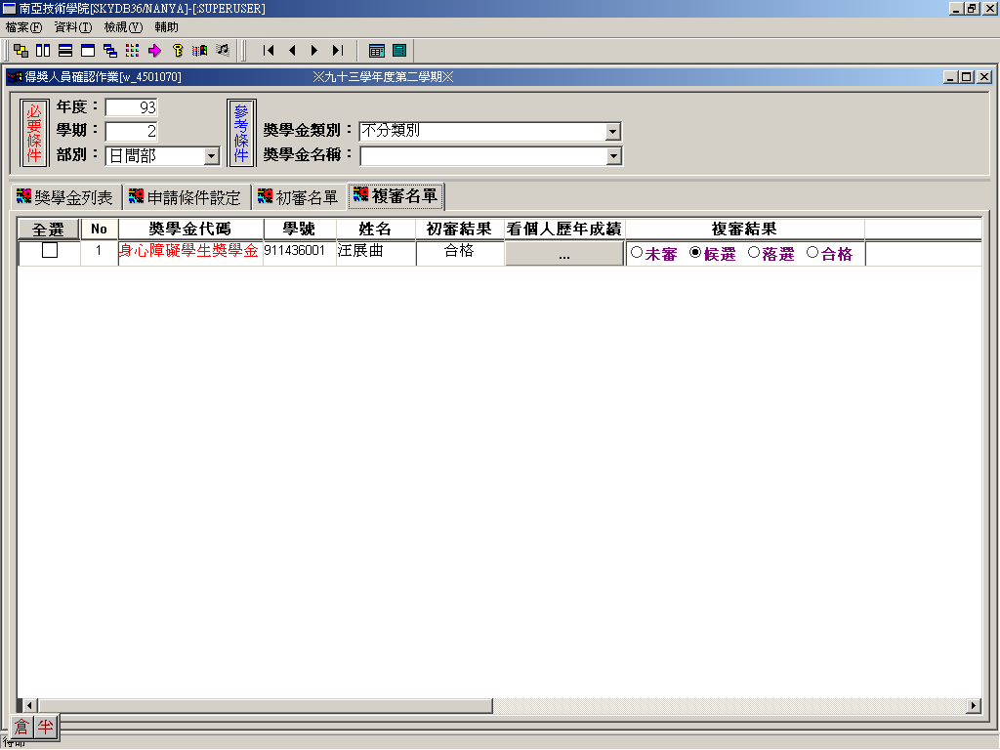 南亞技術學院[SKYDB36/NANYA]-[:SUPERUSER]
檔案(F) 資料(I) 檢視(V) 輔助
得獎人員確認作業[w_4501070] ※九十三學年度第二學期※
必要條件
年度： 93
學期： 2
部別： 日間部
參考條件
獎學金類別： 不分類別
獎學金名稱：
獎學金列表 申請條件設定 初審名單 複審名單
全選 No 獎學金代碼 學號 姓名 初審結果 看個人歷年成績 複審結果
1 身心障礙學生獎學金 911436001 汪展曲 合格 ... 未審 候選 落選 合格
倉 半
待命